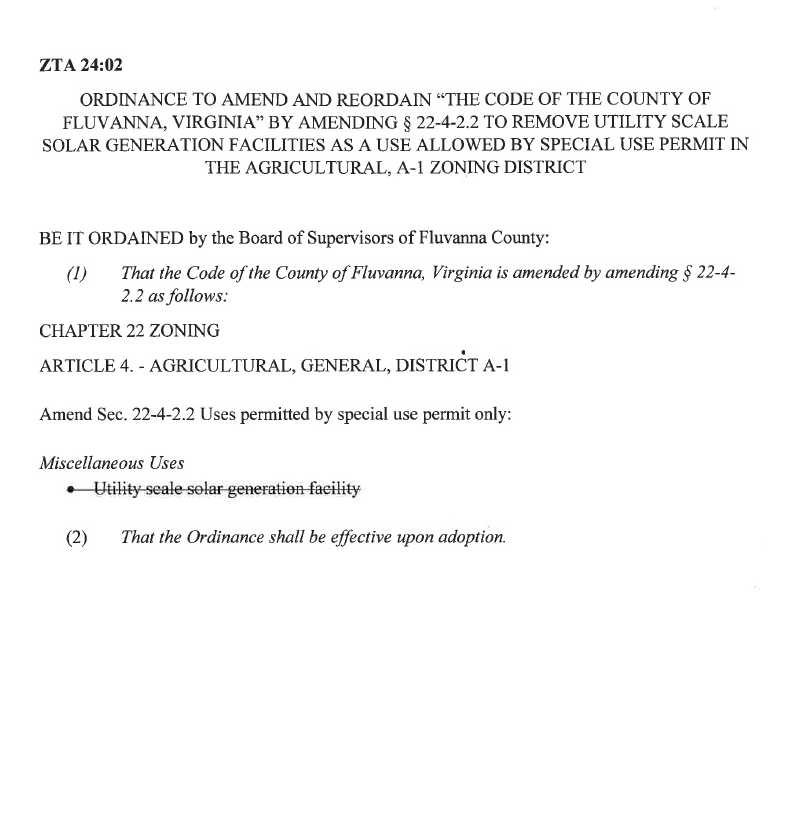 ZTA 24:02
ORDINANCE TO AMEND AND REORDAIN “THE CODE OF THE COUNTY OF
FLUVANNA, VIRGINIA” BY AMENDING § 22-4-2.2 TO REMOVE UTILITY SCALE
SOLAR GENERATION FACILITIES AS A USE ALLOWED BY SPECIAL USE PERMIT IN
THE AGRICULTURAL, A-1 ZONING DISTRICT
BE IT ORDAINED by the Board of Supervisors of Fluvanna County:
(1) That the Code of the County of Fluvanna, Virginia is amended by amending § 22-4-
2.2 as follows:
CHAPTER 22 ZONING
ARTICLE 4. - AGRICULTURAL, GENERAL, DISTRICT A-1
Amend Sec. 22-4-2.2 Uses permitted by special use permit only:
Miscellaneous Uses
• Utility scale solar generation facility
(2) That the Ordinance shall be effective upon adoption.